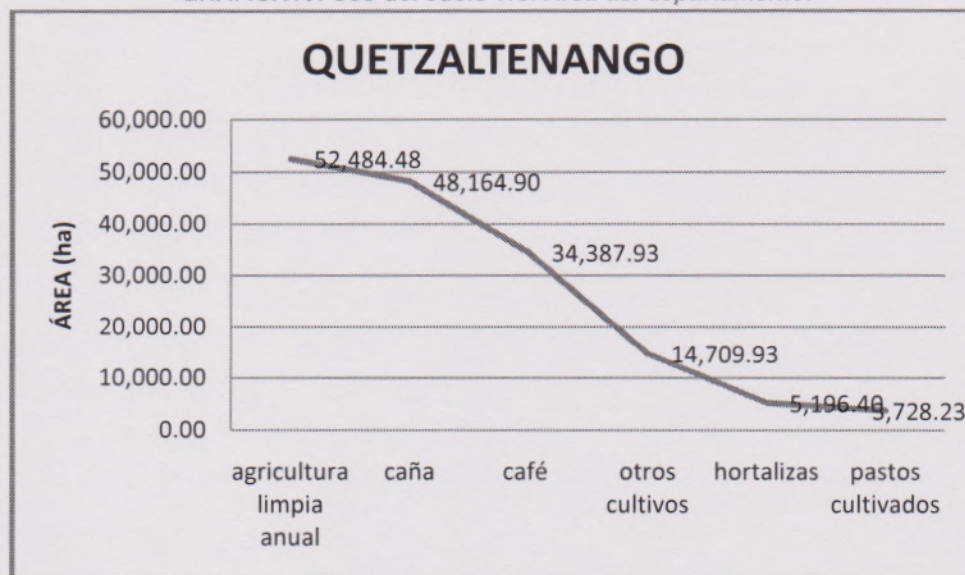 QUETZALTENANGO
60,000.00
50,000.00
40,000.00
30,000.00
20,000.00
10,000.00
0.00
ÁREA (ha)
52,484.48
48,164.90
34,387.93
14,709.93
5,196.40
3,728.23
agricultura limpia anual
caña
café
otros cultivos
hortalizas
pastos cultivados